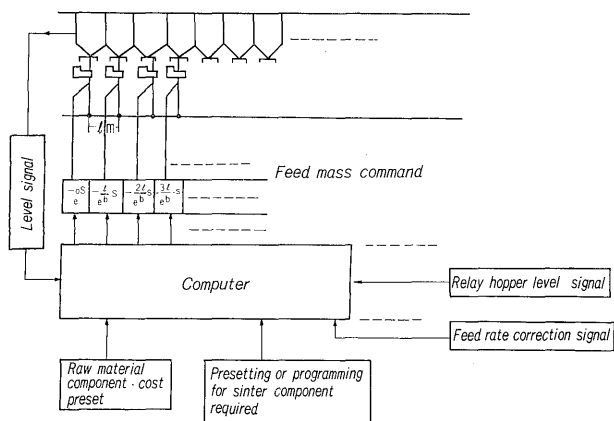 l m
Feed mass command
Level signal
e^-oS
e^-l/b S
e^-2l/b S
e^-3l/b ·s
Computer
Relay hopper level signal
Feed rate correction signal
Raw material
component · cost
preset
Presetting or programming
for sinter component
required